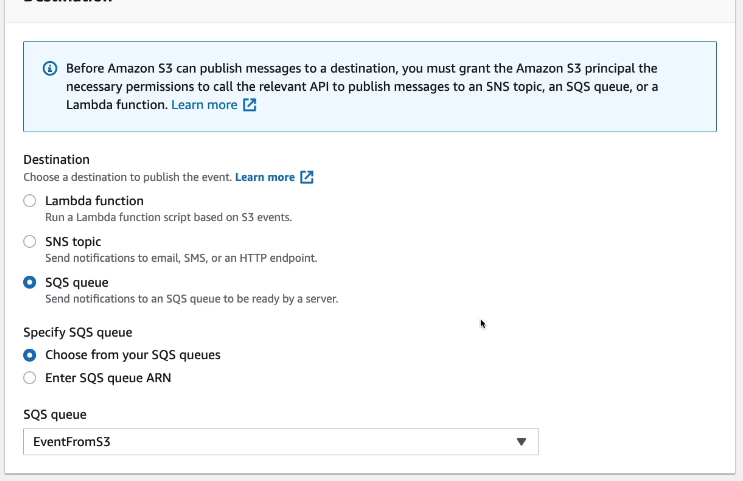 Destination
Before Amazon S3 can publish messages to a destination, you must grant the Amazon S3 principal the
necessary permissions to call the relevant API to publish messages to an SNS topic, an SQS queue, or a
Lambda function. Learn more
Destination
Choose a destination to publish the event. Learn more
Lambda function
Run a Lambda function script based on S3 events.
SNS topic
Send notifications to email, SMS, or an HTTP endpoint.
SQS queue
Send notifications to an SQS queue to be ready by a server.
Specify SQS queue
Choose from your SQS queues
Enter SQS queue ARN
SQS queue
EventFromS3